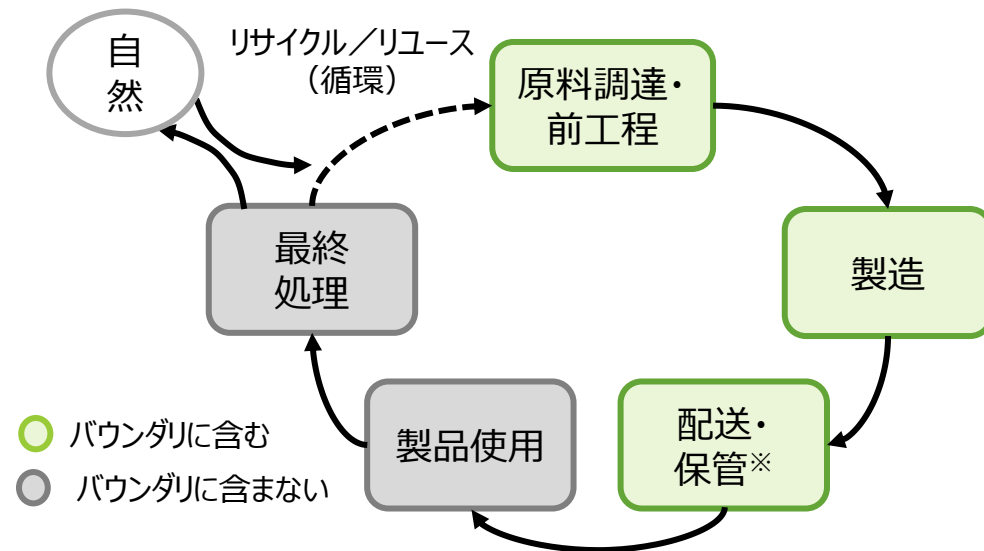 自
然
リサイクル／リユース
（循環）
原料調達・
前工程
製造
配送・
保管※
製品使用
最終
処理
バウンダリに含む
バウンダリに含まない